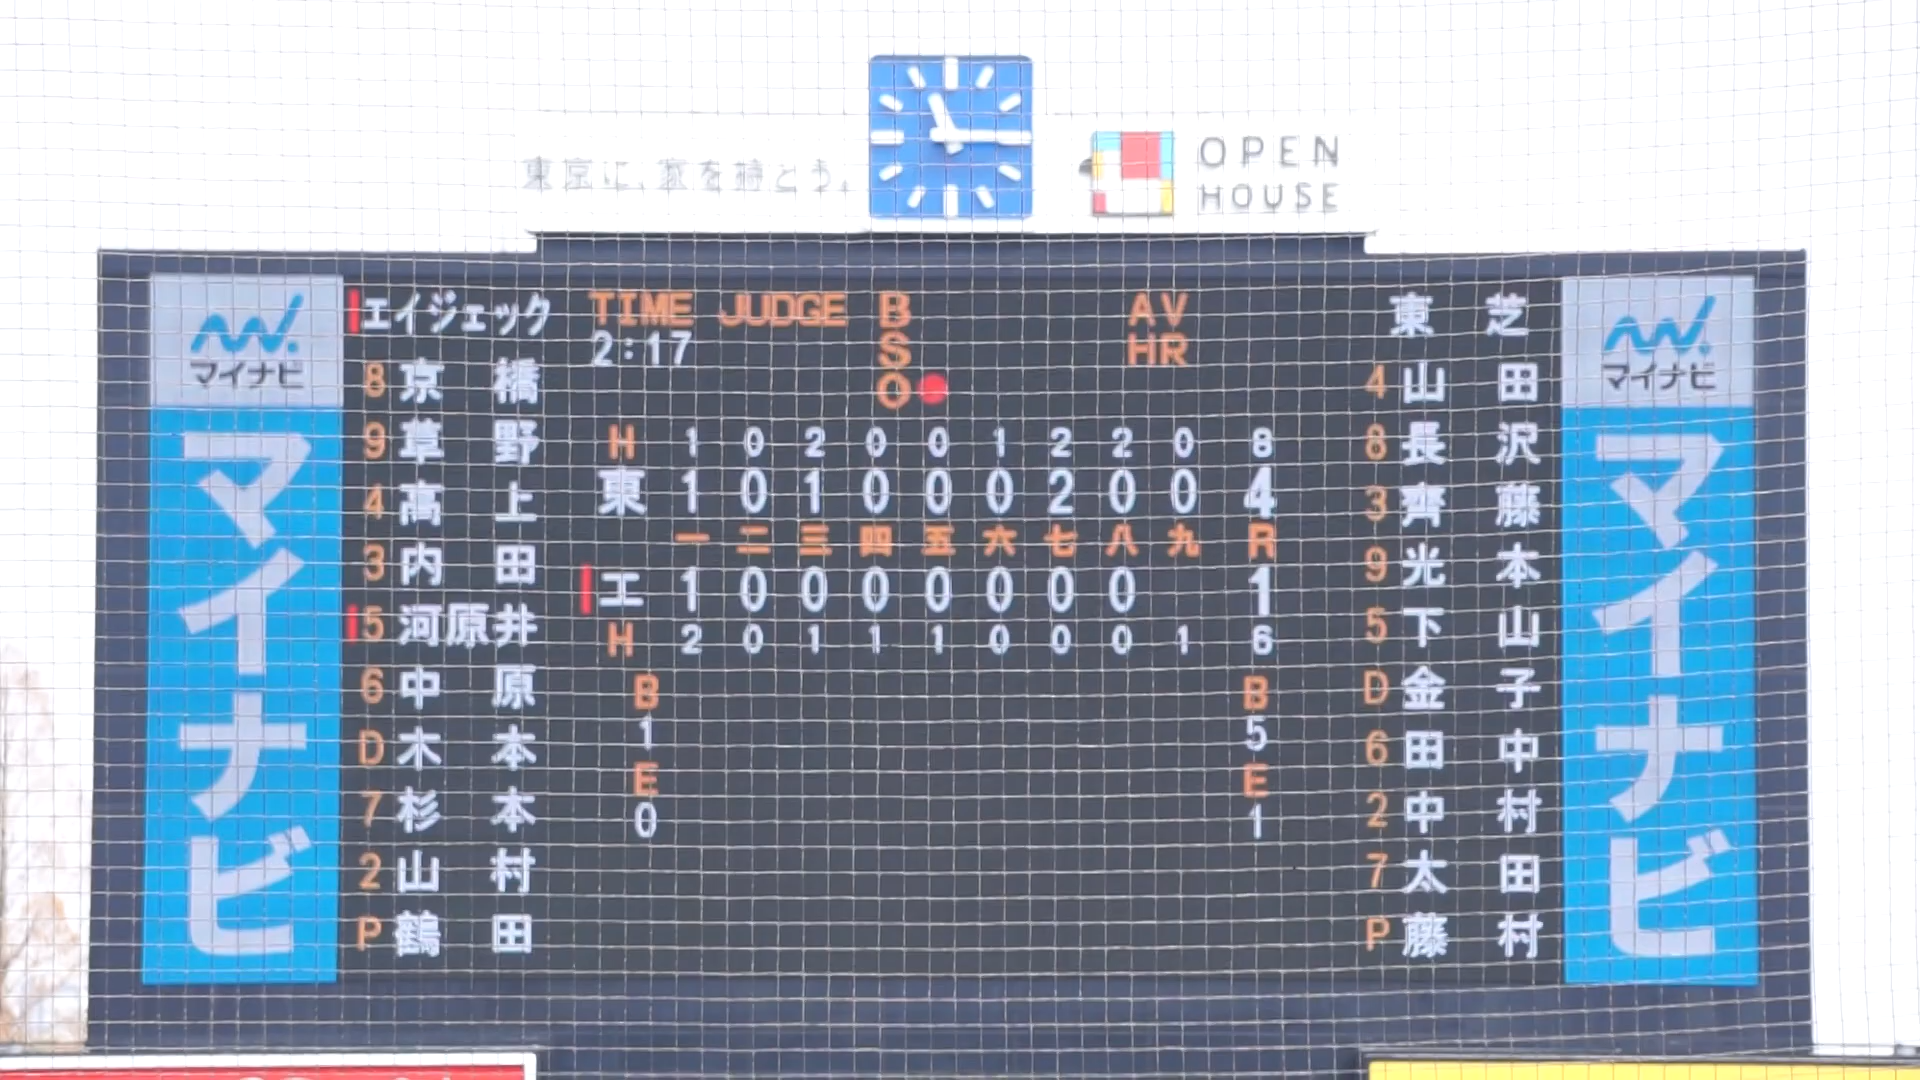 東京に、家を持とう。
OPEN
HOUSE
マイナビ
マイナビ
エイジェック
8 京橋
9 草野
4 高上
3 内田
5 河原井
6 中原
D 木本
7 杉本
2 山村
P 鶴田
TIME JUDGE B AV
2:17 S HR
O
H 1 0 2 0 0 1 2 2 0 8
東 1 0 1 0 0 0 2 0 0 4
一 二 三 四 五 六 七 八 九 R
エ 1 0 0 0 0 0 0 0 1
H 2 0 1 1 1 0 0 0 1 6
B B
1 5
E E
0 1
東芝
4 山田
8 長沢
3 齊藤
9 光本
5 下山
D 金子
6 田中
2 中村
7 太田
P 藤村
マイナビ
マイナビ